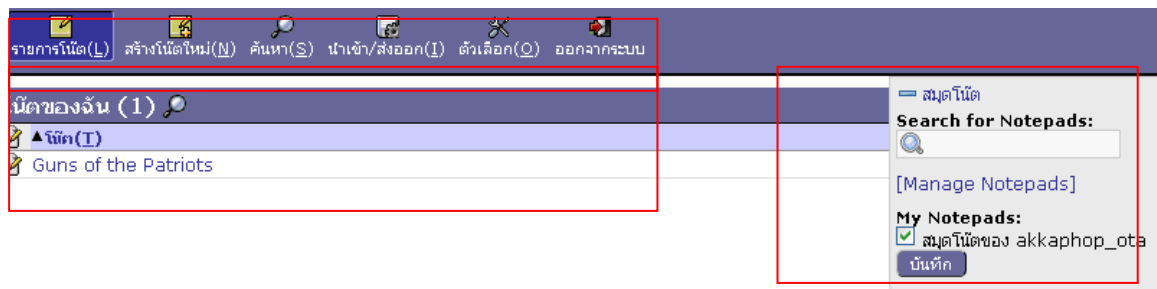 รายการโน้ต(L) สร้างโน้ตใหม่(N) ค้นหา(S) นำเข้า/ส่งออก(I) ตัวเลือก(O) ออกจากระบบ
น้ตของฉัน (1)
▲โน้ต(T)
Guns of the Patriots
สมุดโน้ต
Search for Notepads:
[Manage Notepads]
My Notepads:
สมุดโน้ตของ akkaphop_ota
บันทึก